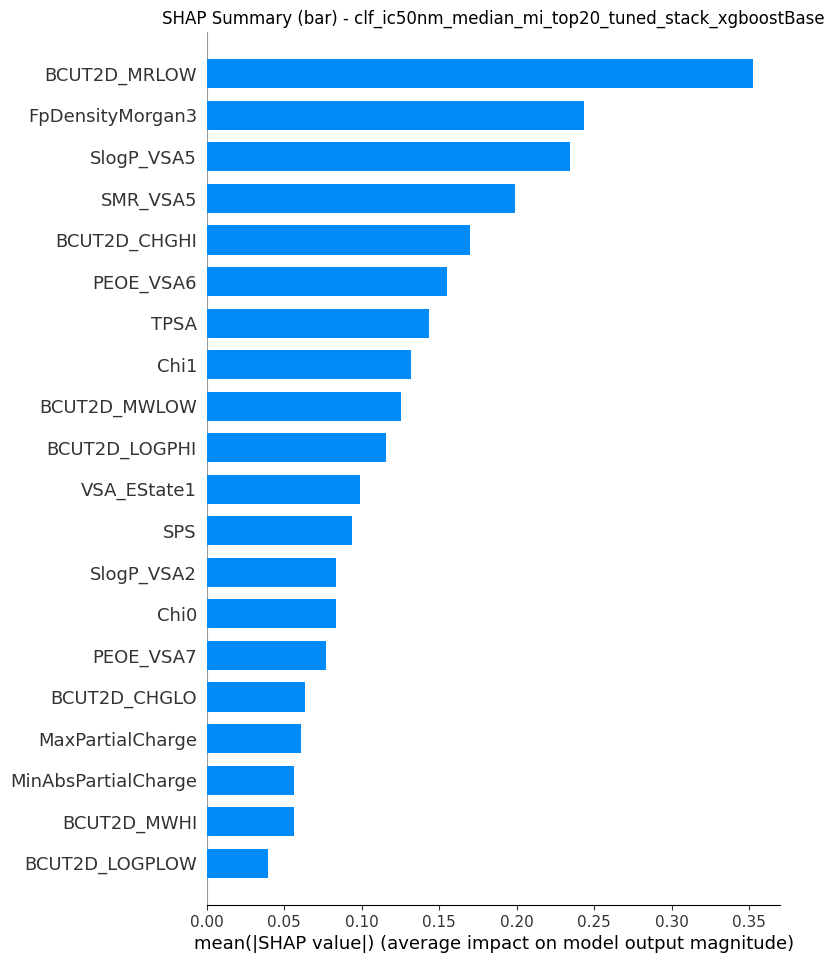 SHAP Summary (bar) - clf_ic50nm_median_mi_top20_tuned_stack_xgboostBase
BCUT2D_MRLOW
FpDensityMorgan3
SlogP_VSA5
SMR_VSA5
BCUT2D_CHGHI
PEOE_VSA6
TPSA
Chi1
BCUT2D_MWLOW
BCUT2D_LOGPHI
VSA_EState1
SPS
SlogP_VSA2
Chi0
PEOE_VSA7
BCUT2D_CHGLO
MaxPartialCharge
MinAbsPartialCharge
BCUT2D_MWHI
BCUT2D_LOGPLOW
0.00 0.05 0.10 0.15 0.20 0.25 0.30 0.35
mean(|SHAP value|) (average impact on model output magnitude)